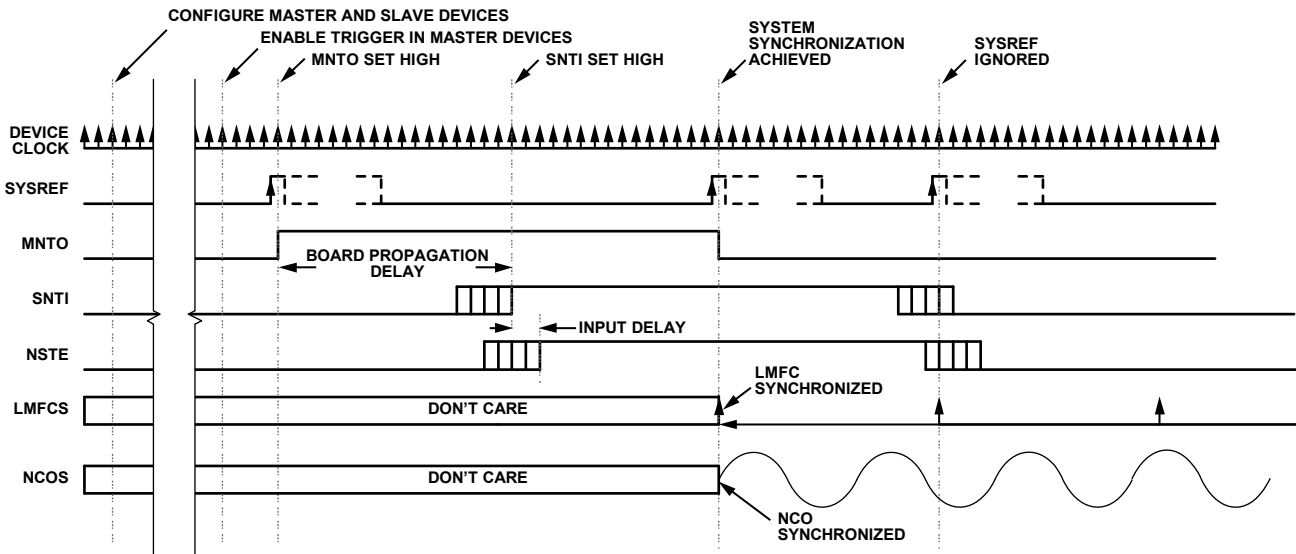 CONFIGURE MASTER AND SLAVE DEVICES
ENABLE TRIGGER IN MASTER DEVICES
MNTO SET HIGH
SNTI SET HIGH
SYSTEM
SYNCHRONIZATION
ACHIEVED
SYSREF
IGNORED
DEVICE
CLOCK
SYSREF
MNTO
BOARD PROPAGATION
DELAY
SNTI
INPUT DELAY
NSTE
LMFC
SYNCHRONIZED
LMFCS
DON'T CARE
NCOS
DON'T CARE
NCO
SYNCHRONIZED